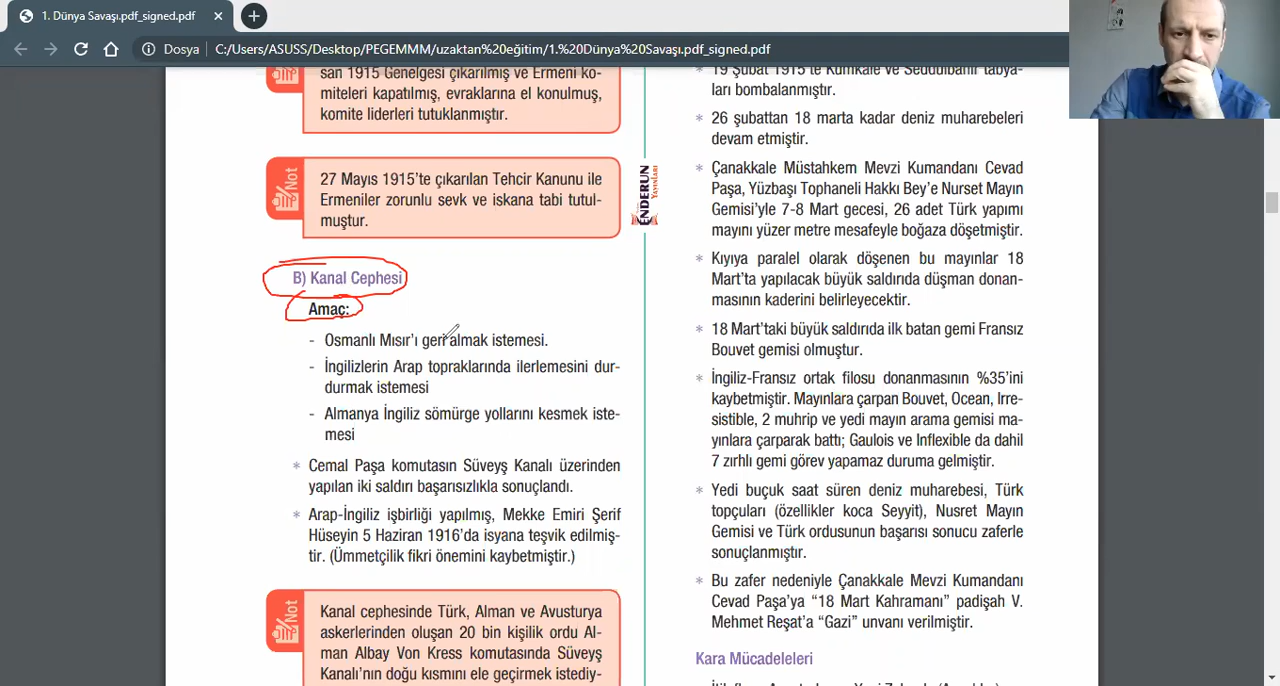 1. Dünya Savaşı.pdf_signed.pdf
Dosya
C:/Users/ASUSS/Desktop/PEGEMMM/uzaktan%20eğitim/1.%20Dünya%20Savaşı.pdf_signed.pdf
san 1915 Genelgesi çıkarılmış ve Ermeni ko-
miteleri kapatılmış, evraklarına el konulmuş,
komite liderleri tutuklanmıştır.
Not
27 Mayıs 1915’te çıkarılan Tehcir Kanunu ile
Ermeniler zorunlu sevk ve iskana tabi tutul-
muştur.
B) Kanal Cephesi
Amaç:
- Osmanlı Mısır’ı geri almak istemesi.
- İngilizlerin Arap topraklarında ilerlemesini dur-
durmak istemesi
- Almanya İngiliz sömürge yollarını kesmek iste-
mesi
* Cemal Paşa komutasın Süveyş Kanalı üzerinden
yapılan iki saldırı başarısızlıkla sonuçlandı.
* Arap-İngiliz işbirliği yapılmış, Mekke Emiri Şerif
Hüseyin 5 Haziran 1916’da isyana teşvik edilmiş-
tir. (Ümmetçilik fikri önemini kaybetmiştir.)
Not
Kanal cephesinde Türk, Alman ve Avusturya
askerlerinden oluşan 20 bin kişilik ordu Al-
man Albay Von Kress komutasında Süveyş
Kanalı’nın doğu kısmını ele geçirmek istediy-
ENDERUN
YAYINLARI
19 Şubat 1915’te Kumkale ve Seddülbahir tabya-
ları bombalanmıştır.
* 26 şubattan 18 marta kadar deniz muharebeleri
devam etmiştir.
* Çanakkale Müstahkem Mevzi Kumandanı Cevad
Paşa, Yüzbaşı Tophaneli Hakkı Bey’e Nurset Mayın
Gemisi’yle 7-8 Mart gecesi, 26 adet Türk yapımı
mayını yüzer metre mesafeyle boğaza döşetmiştir.
* Kıyıya paralel olarak döşenen bu mayınlar 18
Mart’ta yapılacak büyük saldırıda düşman donan-
masının kaderini belirleyecektir.
* 18 Mart’taki büyük saldırıda ilk batan gemi Fransız
Bouvet gemisi olmuştur.
* İngiliz-Fransız ortak filosu donanmasının %35’ini
kaybetmiştir. Mayınlara çarpan Bouvet, Ocean, Irre-
sistible, 2 muhrip ve yedi mayın arama gemisi ma-
yınlara çarparak battı; Gaulois ve Inflexible da dahil
7 zırhlı gemi görev yapamaz duruma gelmiştir.
* Yedi buçuk saat süren deniz muharebesi, Türk
topçuları (özellikler koca Seyyit), Nusret Mayın
Gemisi ve Türk ordusunun başarısı sonucu zaferle
sonuçlanmıştır.
* Bu zafer nedeniyle Çanakkale Mevzi Kumandanı
Cevad Paşa’ya “18 Mart Kahramanı” padişah V.
Mehmet Reşat’a “Gazi” unvanı verilmiştir.
Kara Mücadeleleri